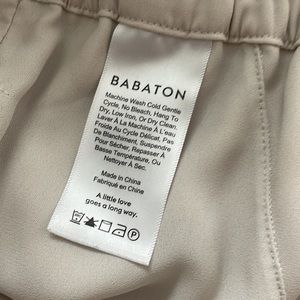 BABATON
Machine Wash Cold Gentle
Cycle, No Bleach, Hang To
Dry, Low Iron, Or Dry Clean.
Laver À La Machine À L'eau
Froide Au Cycle Délicat, Pas
De Blanchiment, Suspendre
Pour Sécher, Repasser À
Basse Température, Ou
Nettoyer À Sec.
Made in China
Fabriqué en Chine
A little love
goes a long way.
P